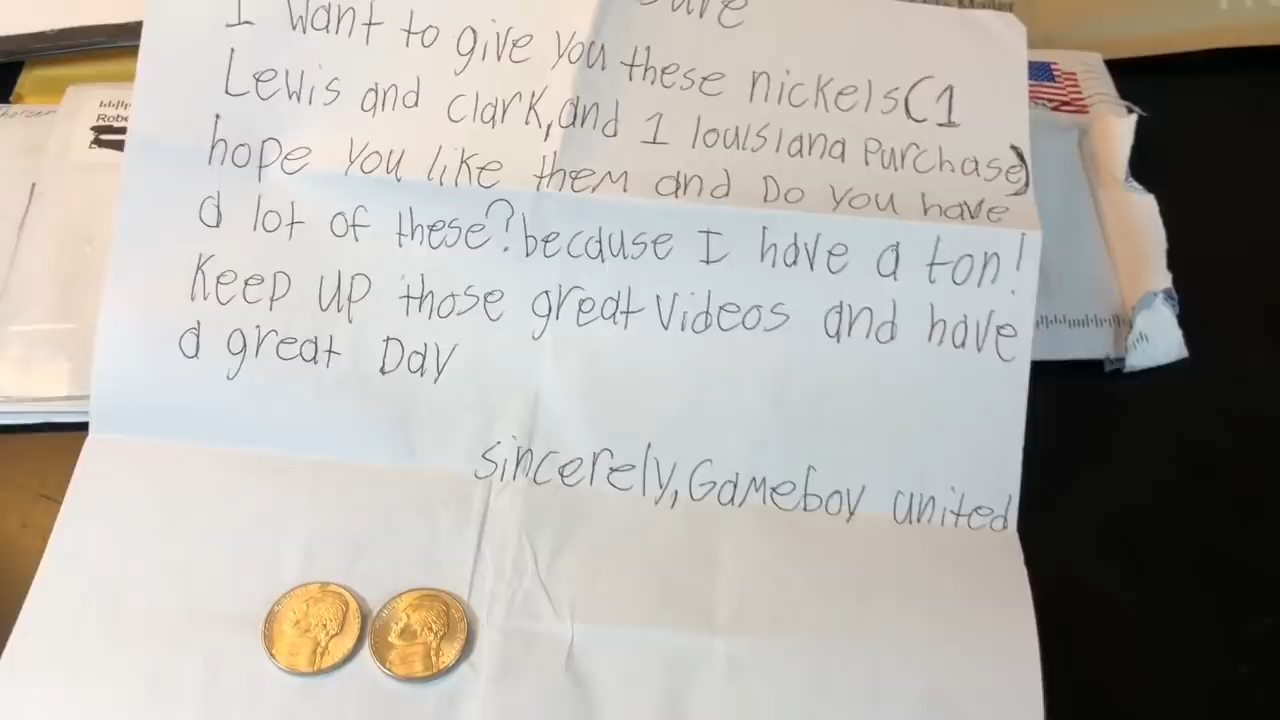 Mailer
I want to give you these nickels(1
Lewis and clark,and 1 louisiana Purchase)
hope you like them and Do you have
a lot of these?because I have a ton!
Keep up those great Videos and have
a great Day
sincerely,Gameboy united
Robe